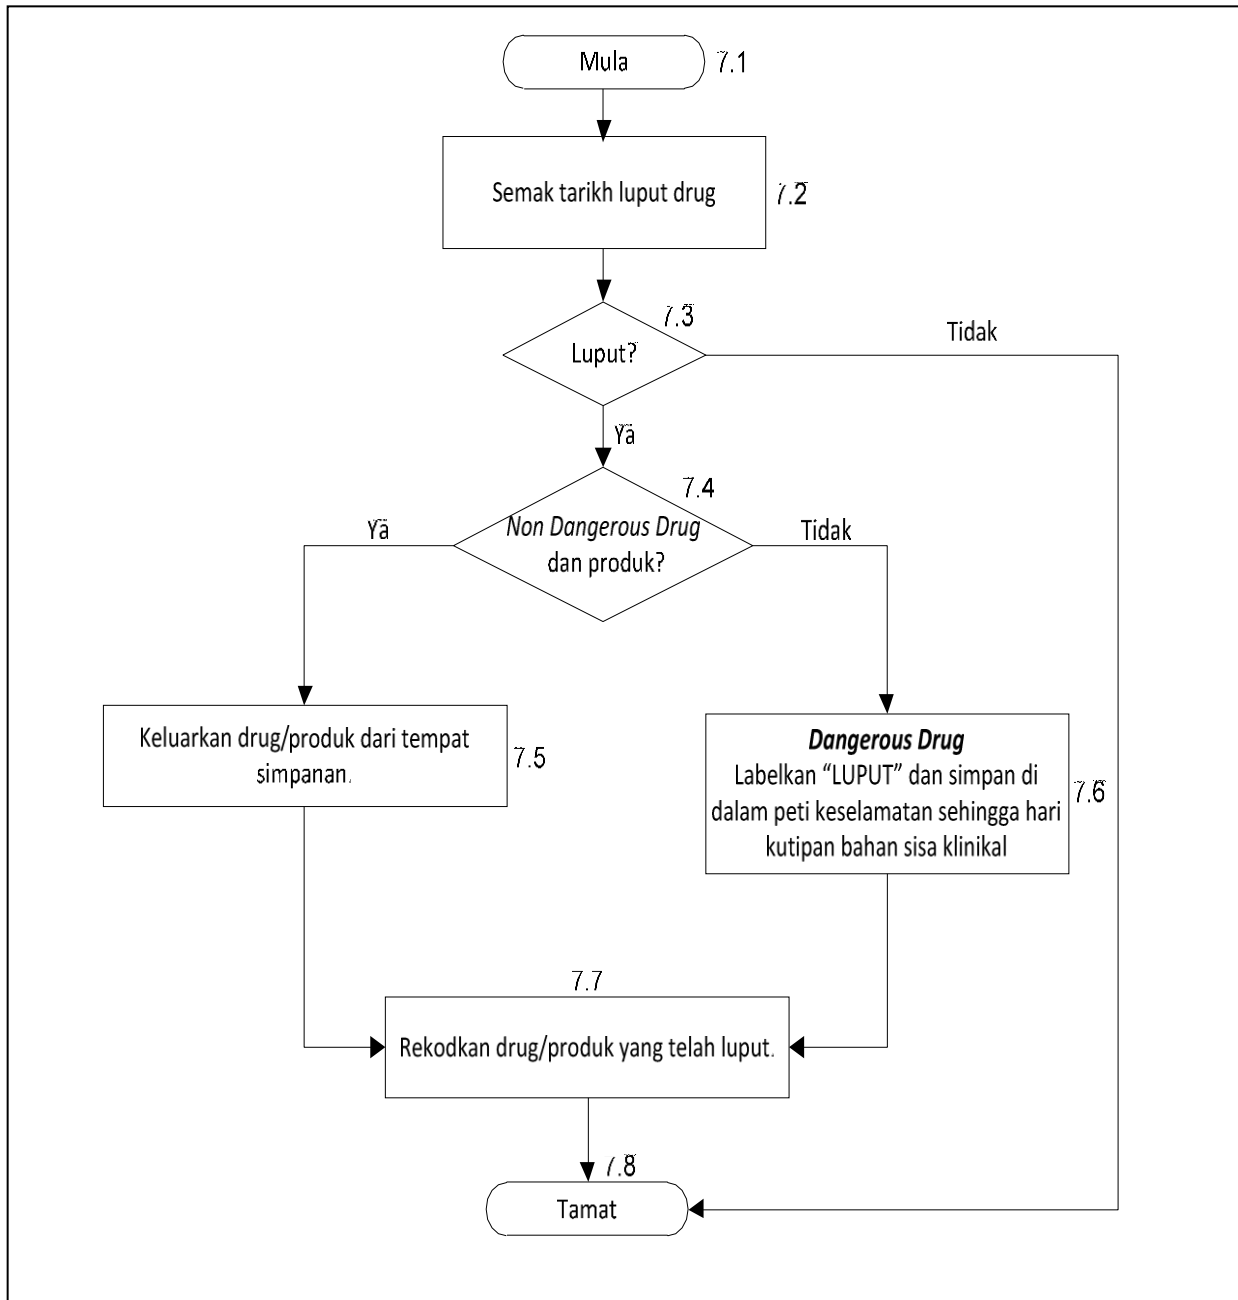 Mula
7.1
Semak tarikh luput drug
7.2
7.3
Luput?
Tidak
Ya
7.4
Non Dangerous Drug
dan produk?
Ya
Tidak
Keluarkan drug/produk dari tempat
simpanan.
7.5
Dangerous Drug
Labelkan “LUPUT” dan simpan di
dalam peti keselamatan sehingga hari
kutipan bahan sisa klinikal
7.6
7.7
Rekodkan drug/produk yang telah luput.
7.8
Tamat